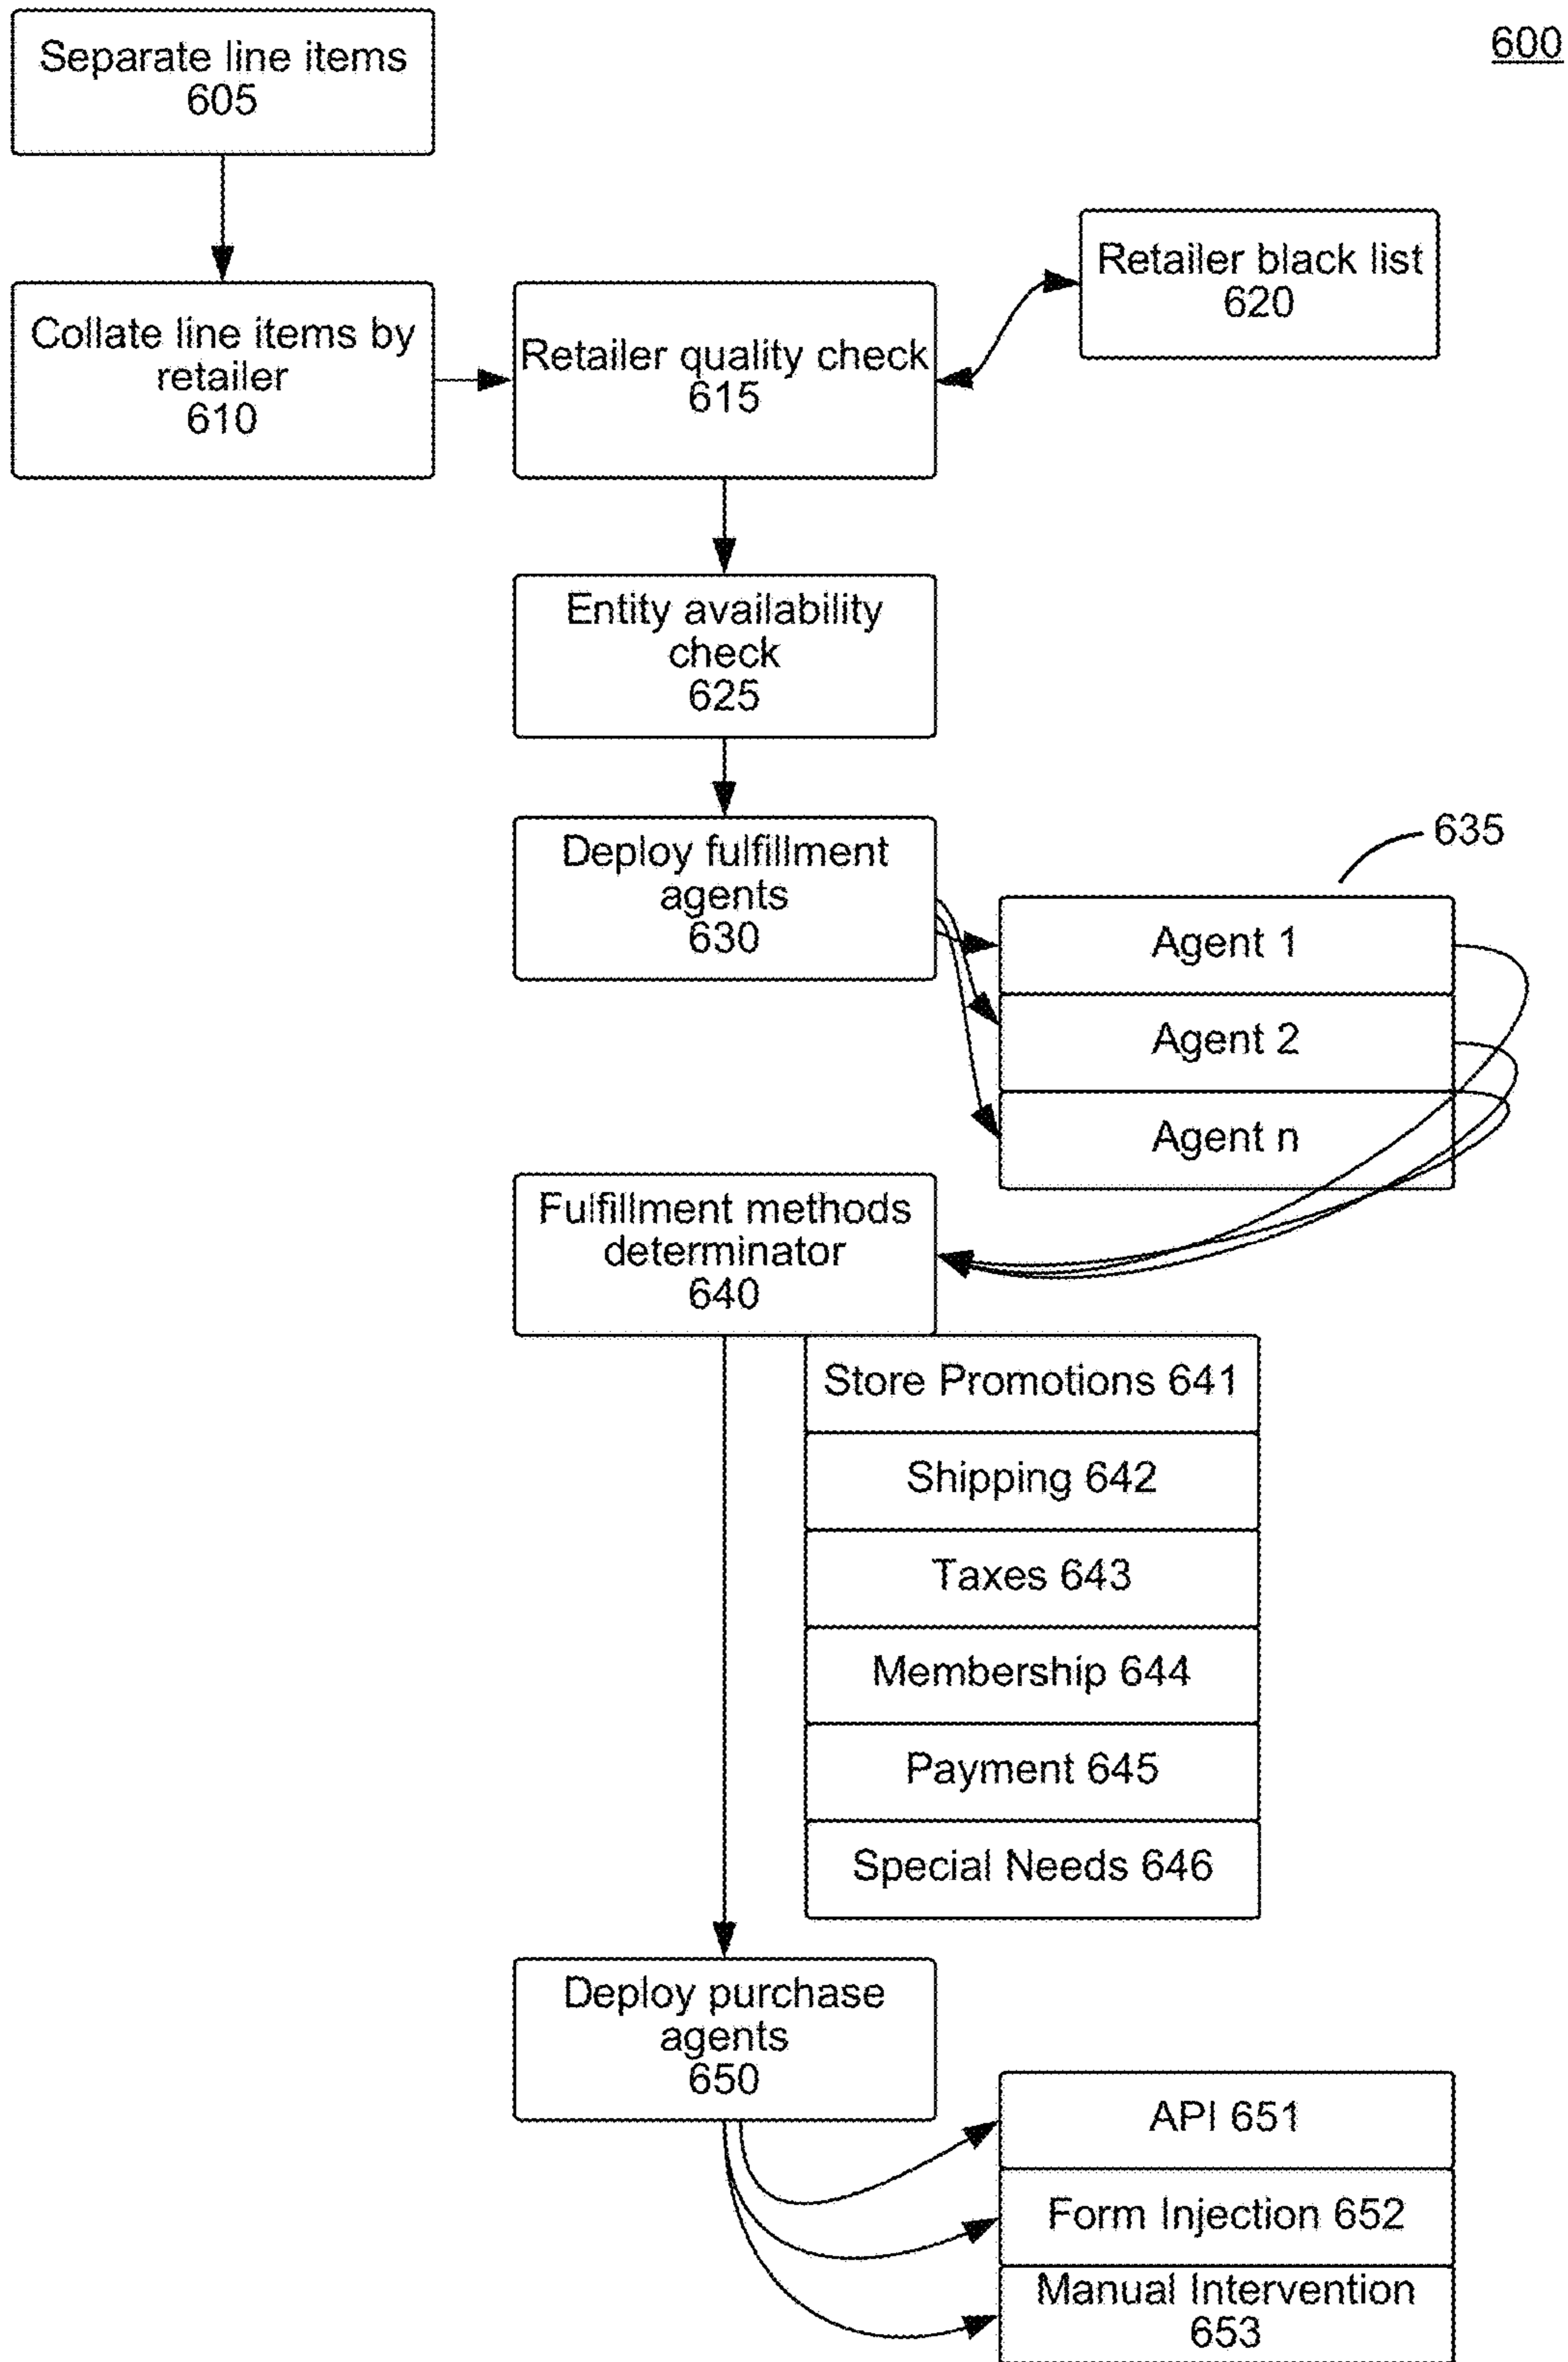 600
Separate line items
605
Retailer black list
620
Collate line items by
retailer
610
Retailer quality check
615
Entity availability
check
625
Deploy fulfillment
agents
630
635
Agent 1
Agent 2
Agent n
Fulfillment methods
determinator
640
Store Promotions 641
Shipping 642
Taxes 643
Membership 644
Payment 645
Special Needs 646
Deploy purchase
agents
650
API 651
Form Injection 652
Manual Intervention
653